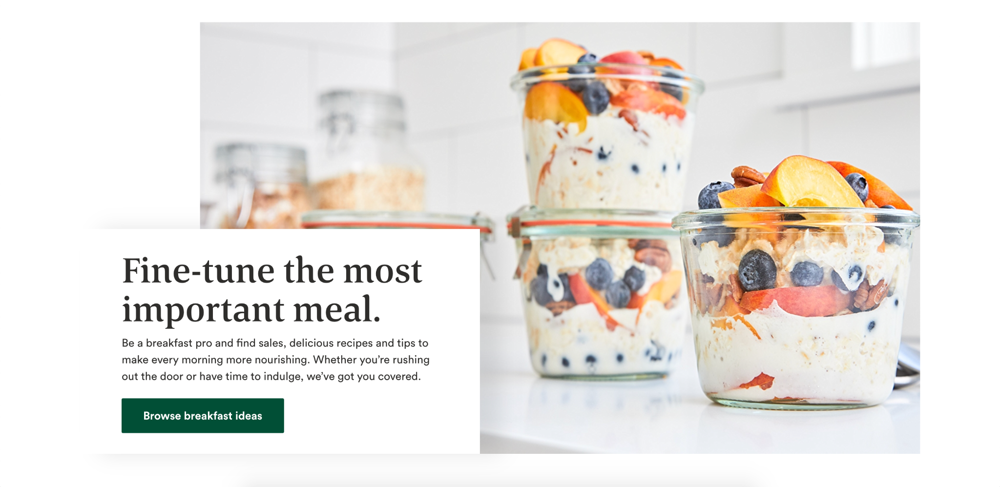 Fine-tune the most
important meal.
Be a breakfast pro and find sales, delicious recipes and tips to
make every morning more nourishing. Whether you’re rushing
out the door or have time to indulge, we’ve got you covered.
Browse breakfast ideas